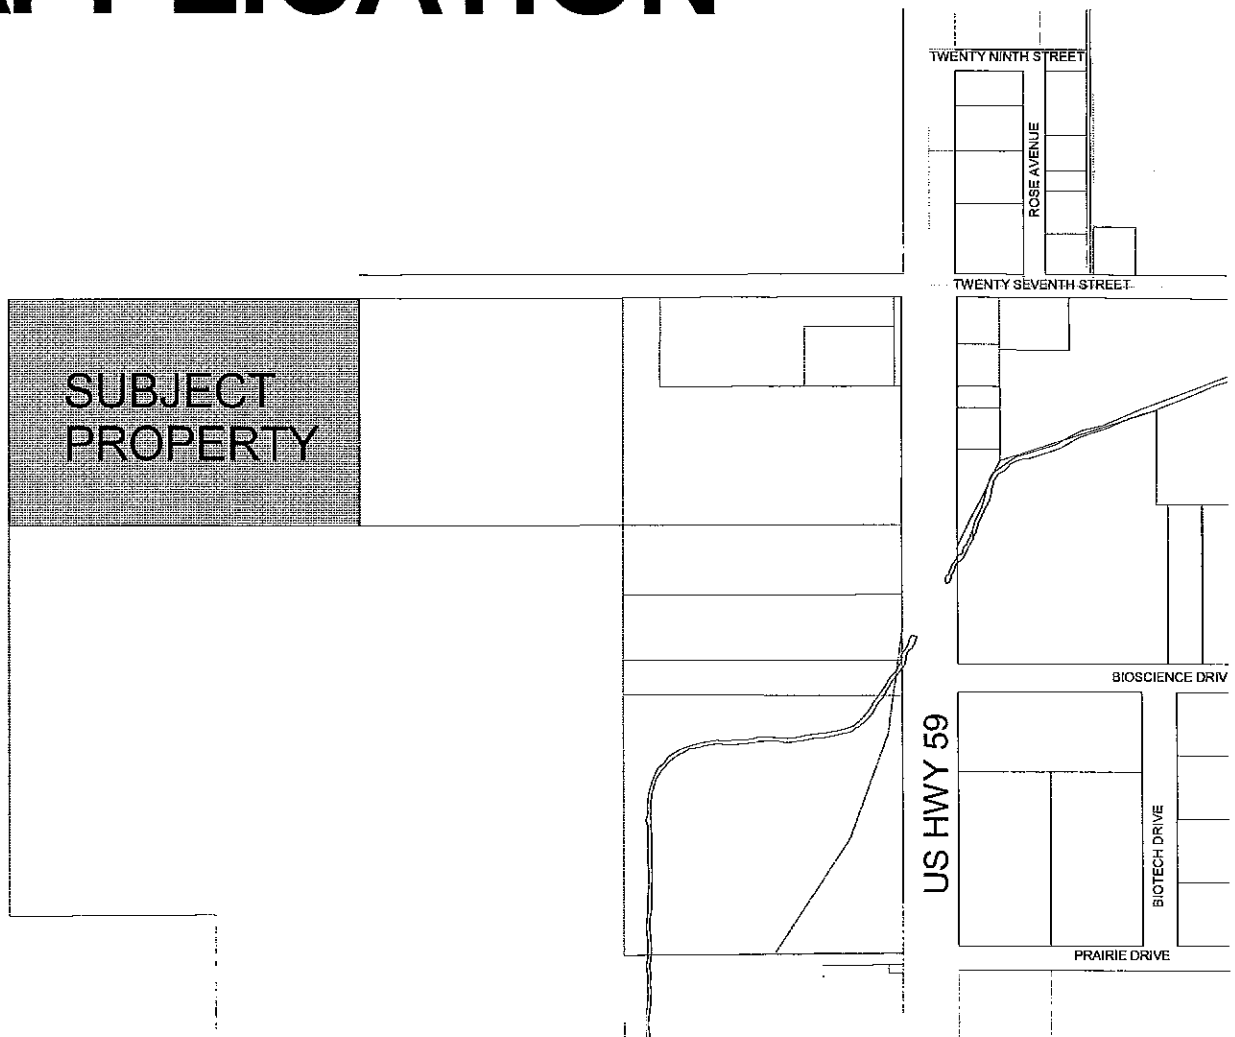 APPLICATION
TWENTY NINTH STREET
ROSE AVENUE
TWENTY SEVENTH STREET
SUBJECT
PROPERTY
BIOSCIENCE DRIV
US HWY 59
BIOTECH DRIVE
PRAIRIE DRIVE